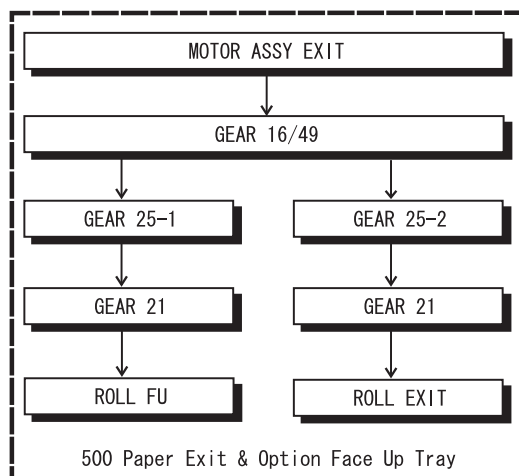 MOTOR ASSY EXIT
GEAR 16/49
GEAR 25-1
GEAR 25-2
GEAR 21
GEAR 21
ROLL FU
ROLL EXIT
500 Paper Exit & Option Face Up Tray